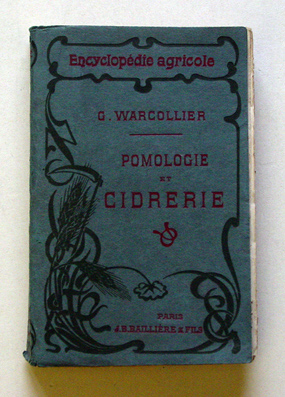 Encyclopédie agricole
G. WARCOLLIER
POMOLOGIE
ET
CIDRERIE
PARIS
J.B. BAILLIÈRE & FILS